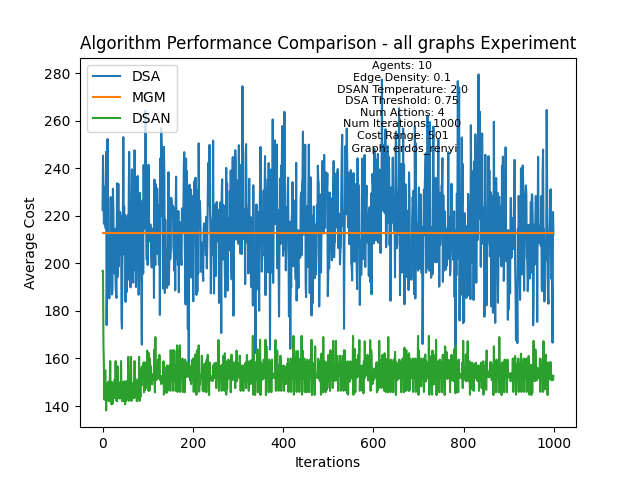 Algorithm Performance Comparison - all graphs Experiment
DSA
MGM
DSAN
Agents: 10
Edge Density: 0.1
DSAN Temperature: 2.0
DSA Threshold: 0.75
Num Actions: 4
Num Iterations: 1000
Cost Range: 501
Graph: erdos_renyi
Average Cost
280
260
240
220
200
180
160
140
0
200
400
600
800
1000
Iterations